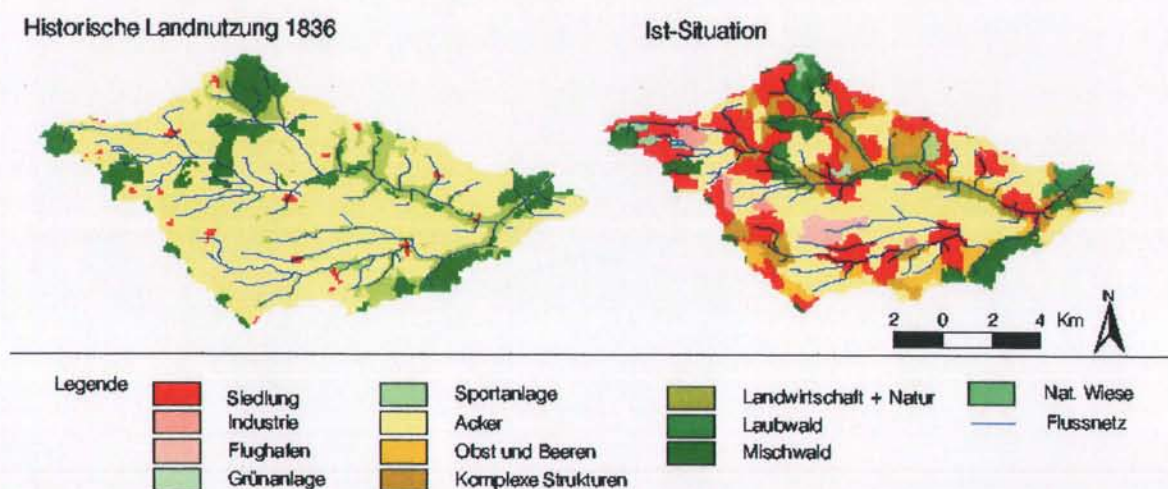 Historische Landnutzung 1836
Ist-Situation
N
2 0 2 4 Km
Legende
Siedlung
Industrie
Flughafen
Grünanlage
Sportanlage
Acker
Obst und Beeren
Komplexe Strukturen
Landwirtschaft + Natur
Laubwald
Mischwald
Nat. Wiese
Flussnetz